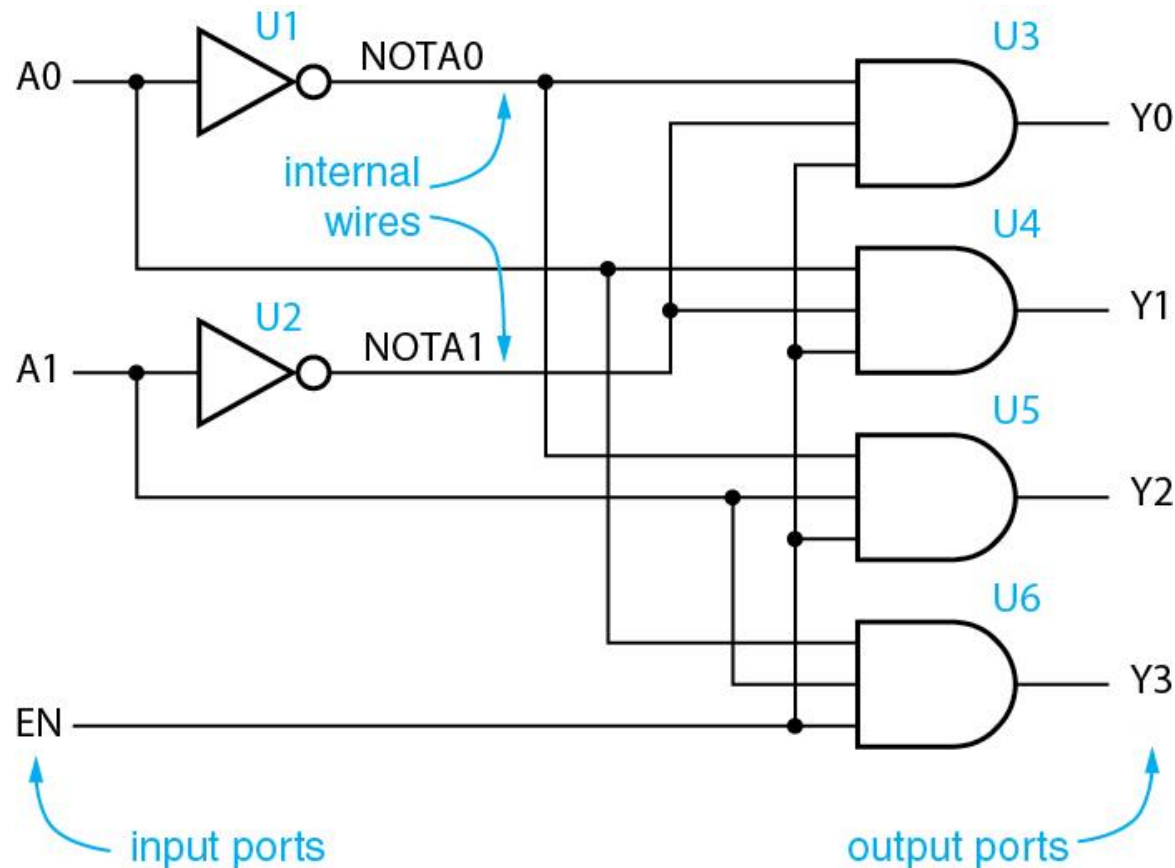 U1
U3
A0
NOTA0
Y0
internal
wires
U4
U2
Y1
A1
NOTA1
U5
Y2
U6
Y3
EN
input ports
output ports